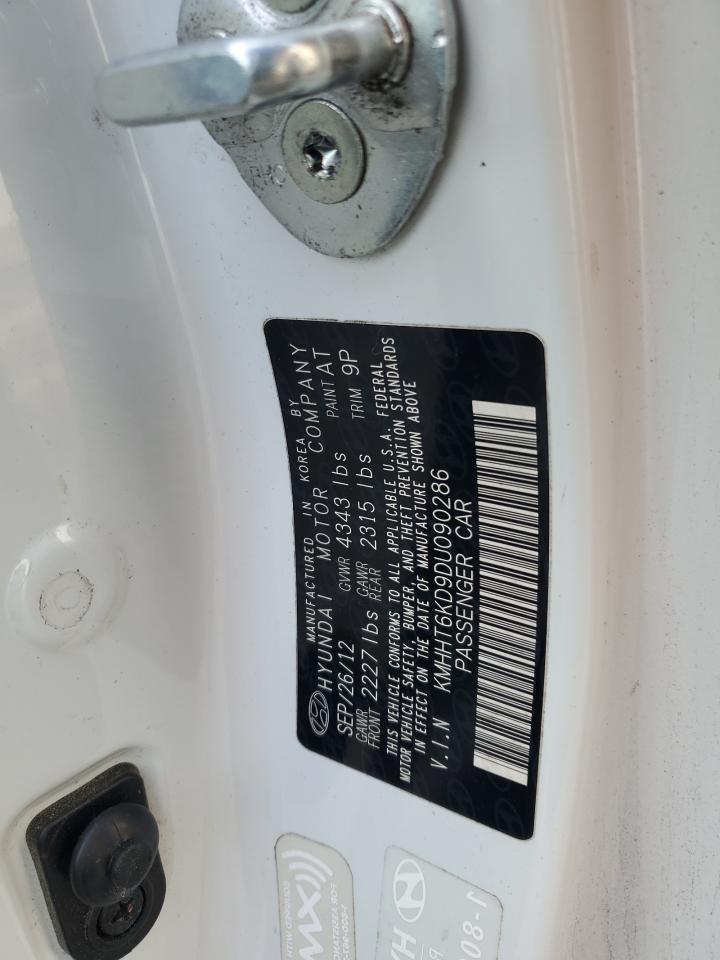 MANUFACTURED IN KOREA BY
HYUNDAI MOTOR COMPANY
SEP/26/12 GVWR 4343 lbs PAINT AT
GAWR FRONT 2227 lbs GAWR REAR 2315 lbs TRIM 9P
THIS VEHICLE CONFORMS TO ALL APPLICABLE U.S.A. FEDERAL
MOTOR VEHICLE SAFETY, BUMPER, AND THEFT PREVENTION STANDARDS
IN EFFECT ON THE DATE OF MANUFACTURE SHOWN ABOVE
V.I.N KMHHT6KD9DU090286
PASSENGER CAR